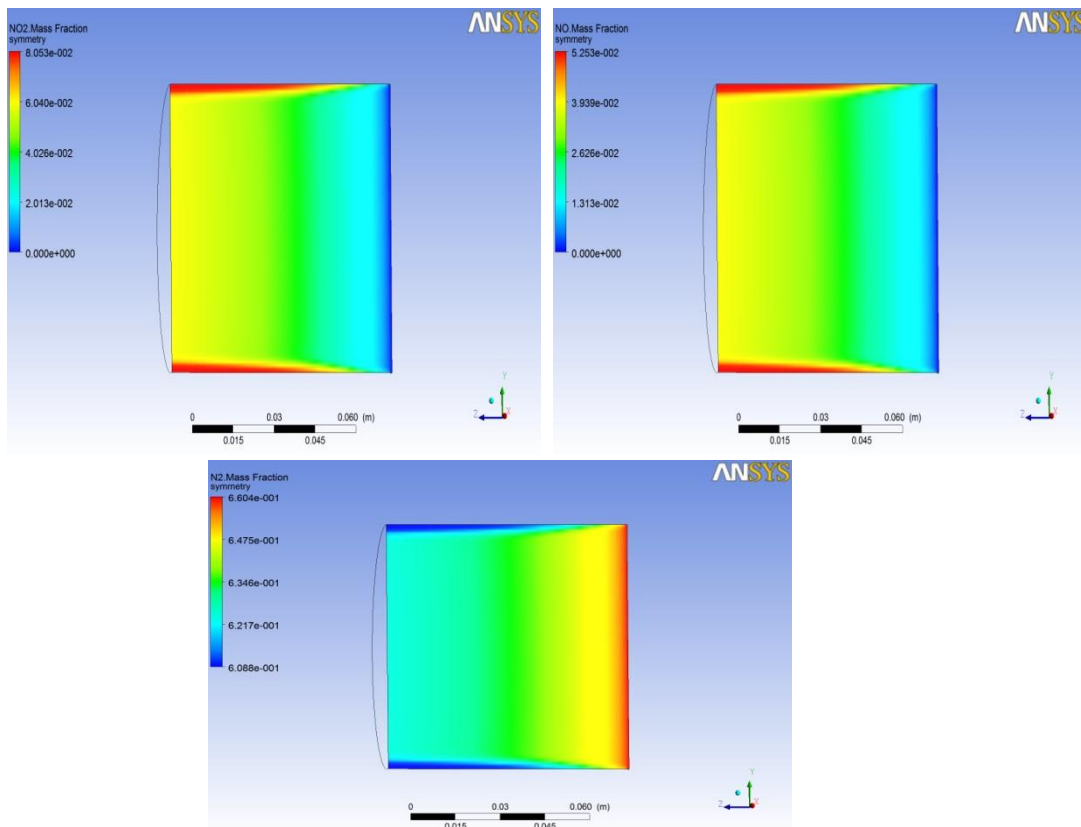 NO2.Mass Fraction
symmetry
8.053e-002
6.040e-002
4.026e-002
2.013e-002
0.000e+000
ANSYS
0 0.03 0.060 (m)
0.015 0.045
Y
Z X
NO.Mass Fraction
symmetry
5.253e-002
3.939e-002
2.626e-002
1.313e-002
0.000e+000
ANSYS
0 0.03 0.060 (m)
0.015 0.045
Y
Z X
N2.Mass Fraction
symmetry
6.604e-001
6.475e-001
6.346e-001
6.217e-001
6.088e-001
ANSYS
0 0.03 0.060 (m)
0.015 0.045
Y
Z X